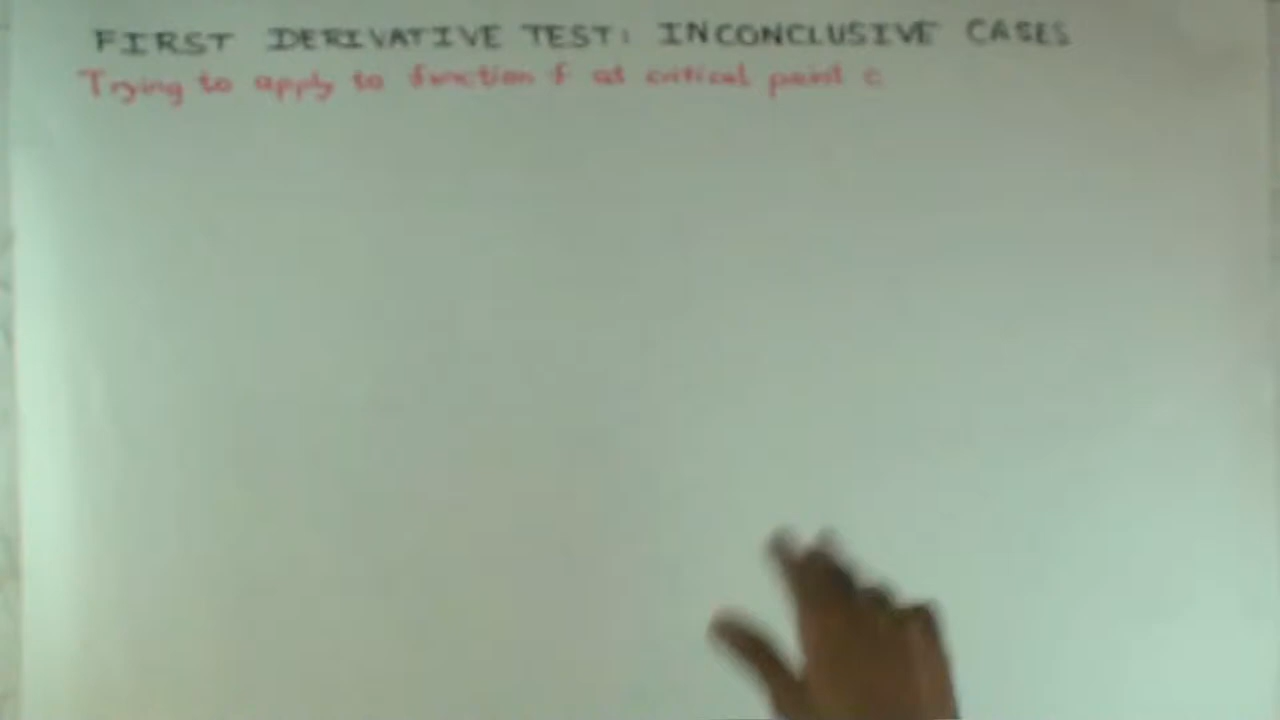 FIRST DERIVATIVE TEST: INCONCLUSIVE CASES
Trying to apply to function f at critical point c